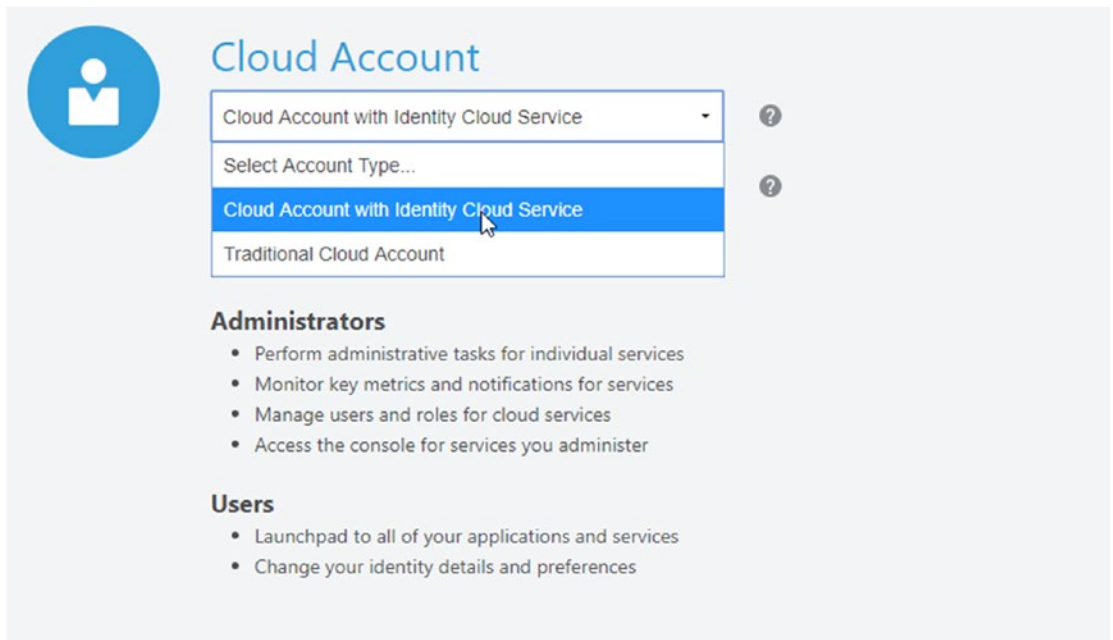 Cloud Account
Cloud Account with Identity Cloud Service
?
Select Account Type...
?
Cloud Account with Identity Cloud Service
Traditional Cloud Account
Administrators
• Perform administrative tasks for individual services
• Monitor key metrics and notifications for services
• Manage users and roles for cloud services
• Access the console for services you administer
Users
• Launchpad to all of your applications and services
• Change your identity details and preferences